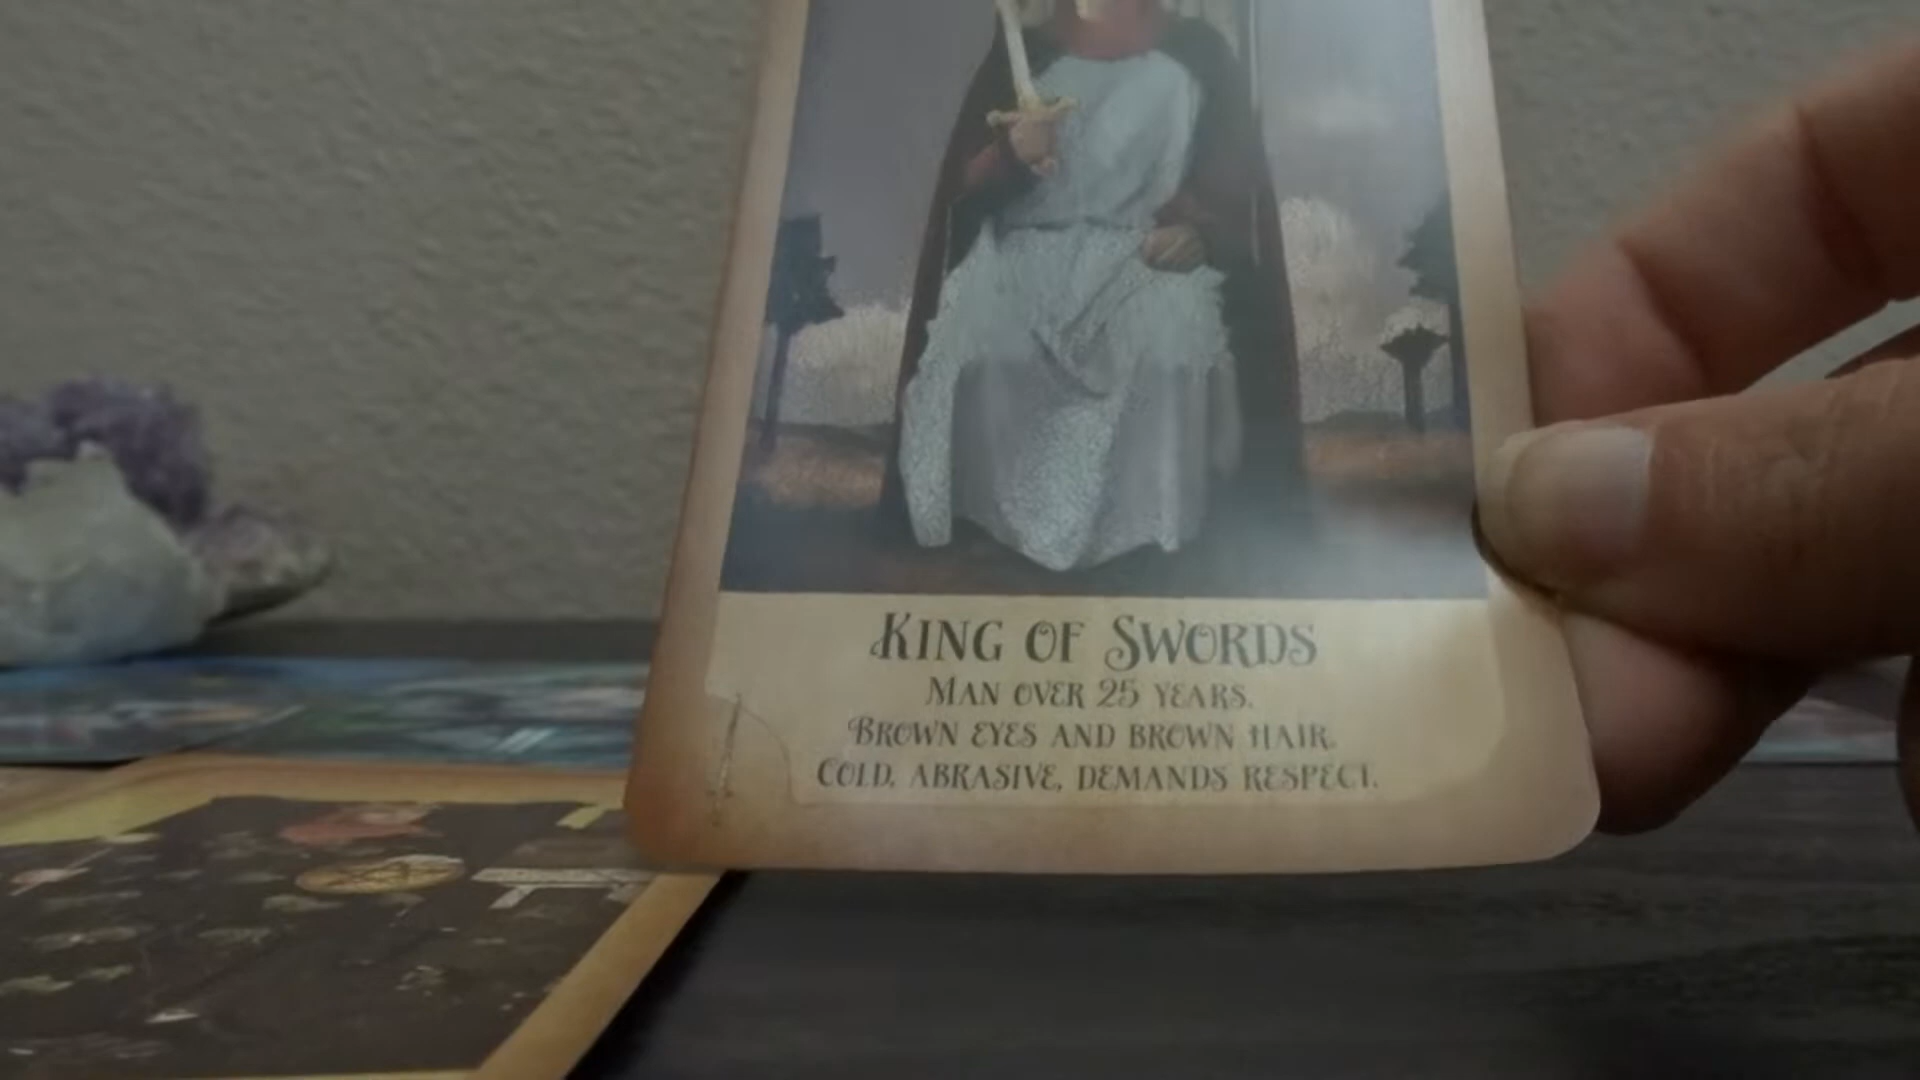 King of Swords
Man over 25 years.
Brown eyes and brown hair.
Cold, abrasive, demands respect.